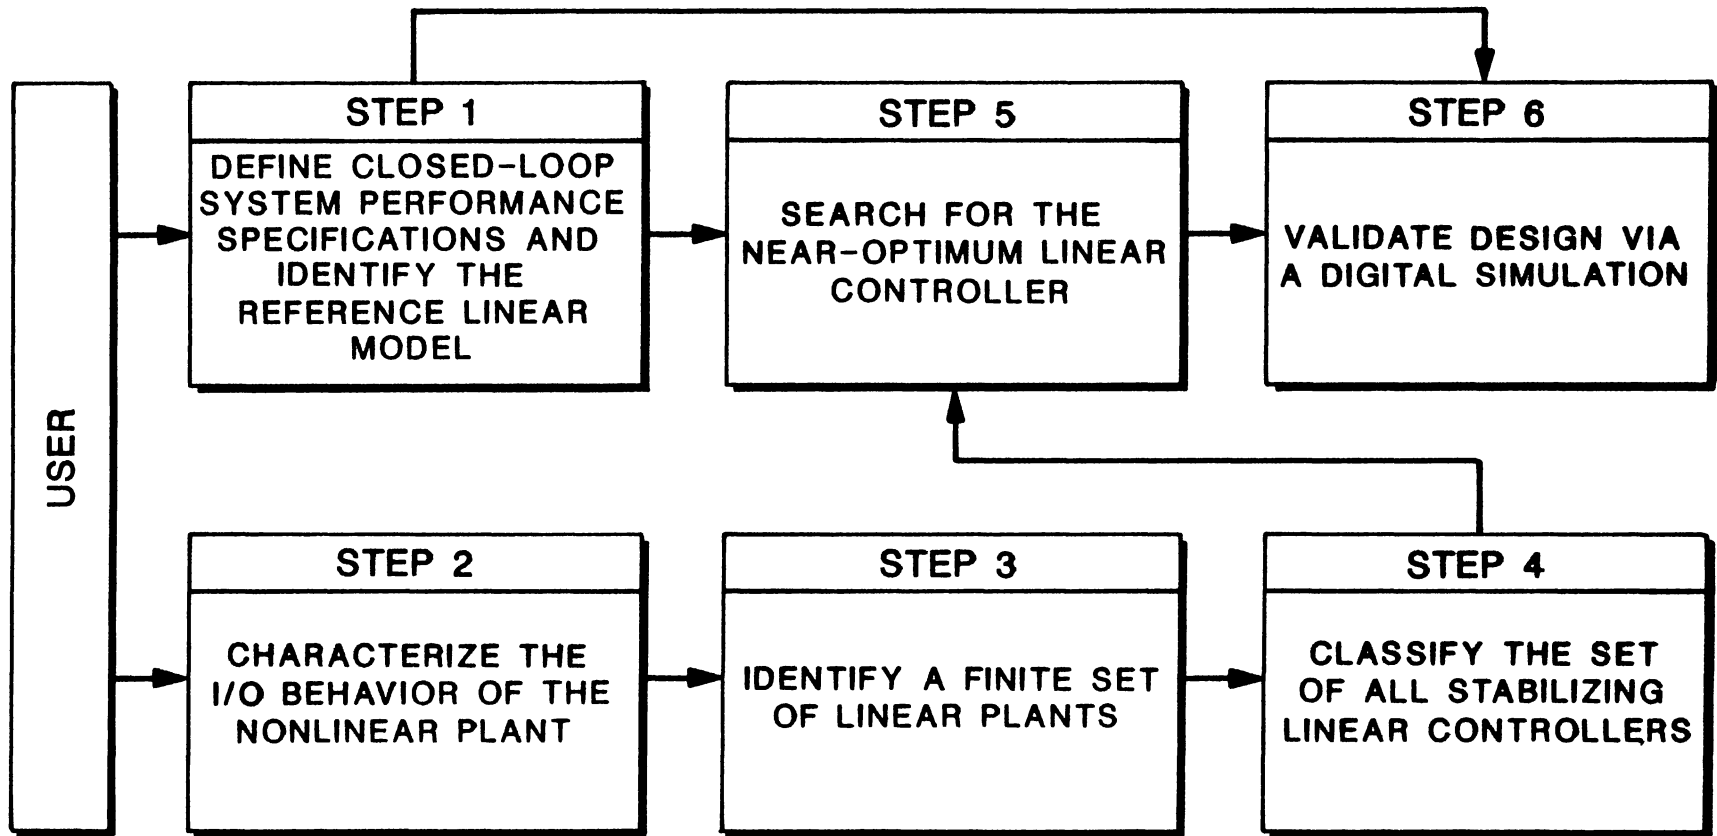 USER
STEP 1
DEFINE CLOSED-LOOP
SYSTEM PERFORMANCE
SPECIFICATIONS AND
IDENTIFY THE
REFERENCE LINEAR
MODEL
STEP 5
SEARCH FOR THE
NEAR-OPTIMUM LINEAR
CONTROLLER
STEP 6
VALIDATE DESIGN VIA
A DIGITAL SIMULATION
STEP 2
CHARACTERIZE THE
I/O BEHAVIOR OF THE
NONLINEAR PLANT
STEP 3
IDENTIFY A FINITE SET
OF LINEAR PLANTS
STEP 4
CLASSIFY THE SET
OF ALL STABILIZING
LINEAR CONTROLLERS